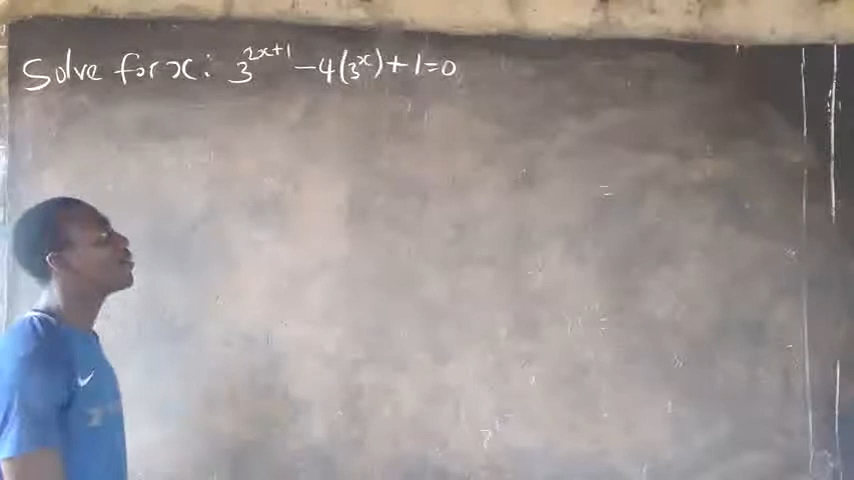 Solve for x: 3^{2x+1} - 4(3^x) + 1 = 0